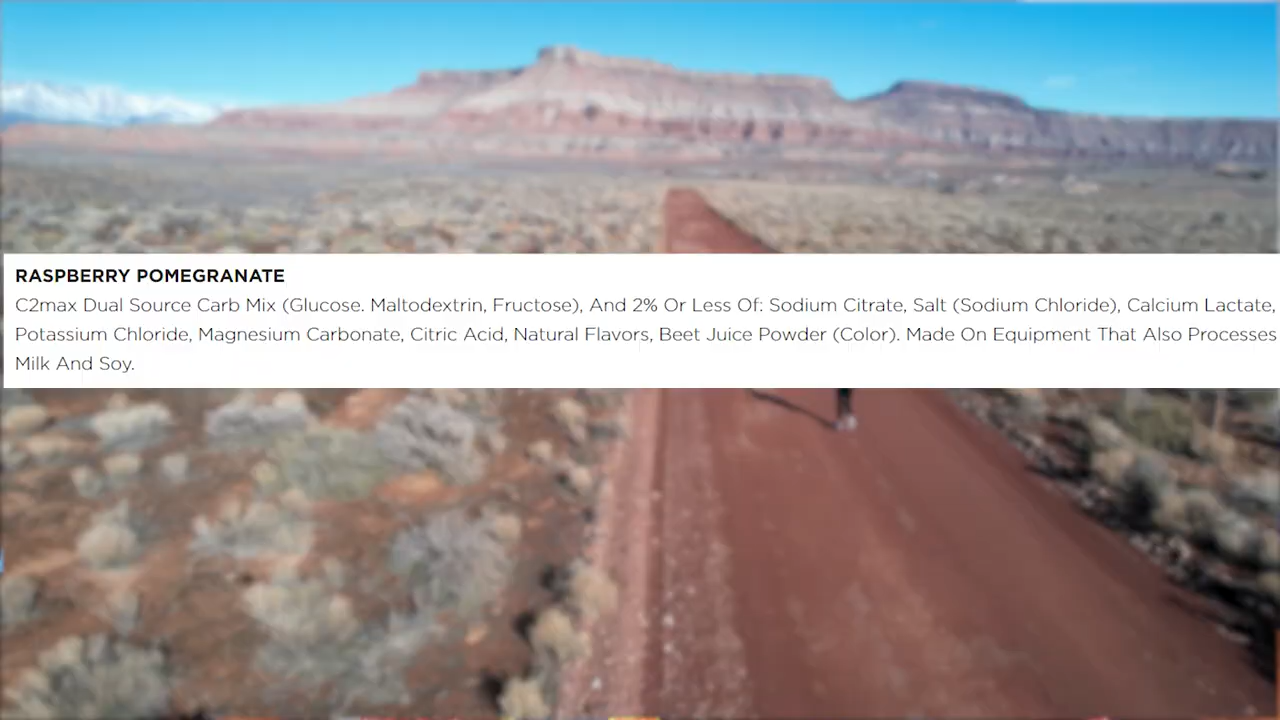 RASPBERRY POMEGRANATE
C2max Dual Source Carb Mix (Glucose. Maltodextrin, Fructose), And 2% Or Less Of: Sodium Citrate, Salt (Sodium Chloride), Calcium Lactate,
Potassium Chloride, Magnesium Carbonate, Citric Acid, Natural Flavors, Beet Juice Powder (Color). Made On Equipment That Also Processes
Milk And Soy.